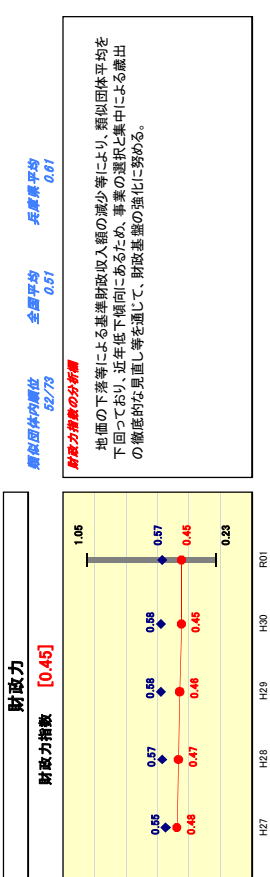 財政力
財政力指数 [0.45]
1.05
0.55 0.57 0.58 0.58 0.57
0.48 0.47 0.46 0.45 0.45
0.23
H27 H28 H29 H30 R01
類似団体内順位 全国平均 兵庫県平均
52/73 0.51 0.61
財政力指数の分析欄
地価の下落等による基準財政収入額の減少等により、類似団体平均を
下回っており、近年低下傾向にあるため、事業の選択と集中による歳出
の徹底的な見直し等を通じて、財政基盤の強化に努める。